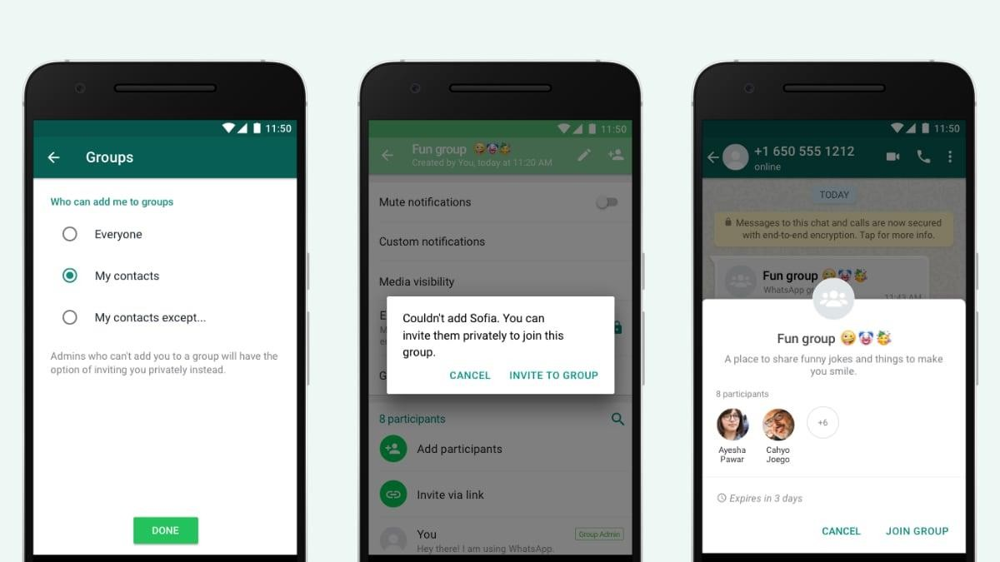 11:50
Groups
Who can add me to groups
Everyone
My contacts
My contacts except...
Admins who can't add you to a group will have the
option of inviting you privately instead.
DONE
11:50
Fun group 🤪🤡🥳
Created by You, today at 11:20 AM
Mute notifications
Custom notifications
Media visibility
E
M
e
G
Couldn't add Sofia. You can
invite them privately to join this
group.
CANCEL INVITE TO GROUP
8 participants
Add participants
Invite via link
You
Group Admin
Hey there! I am using WhatsApp.
11:50
+1 650 555 1212
online
TODAY
Messages to this chat and calls are now secured
with end-to-end encryption. Tap for more info.
Fun group 🤪🤡🥳
WhatsApp
11:43 AM
Fun group 🤪🤡🥳
A place to share funny jokes and things to make
you smile.
8 participants
+6
Ayesha
Pawar
Cahyo
Joego
Expires in 3 days
CANCEL JOIN GROUP